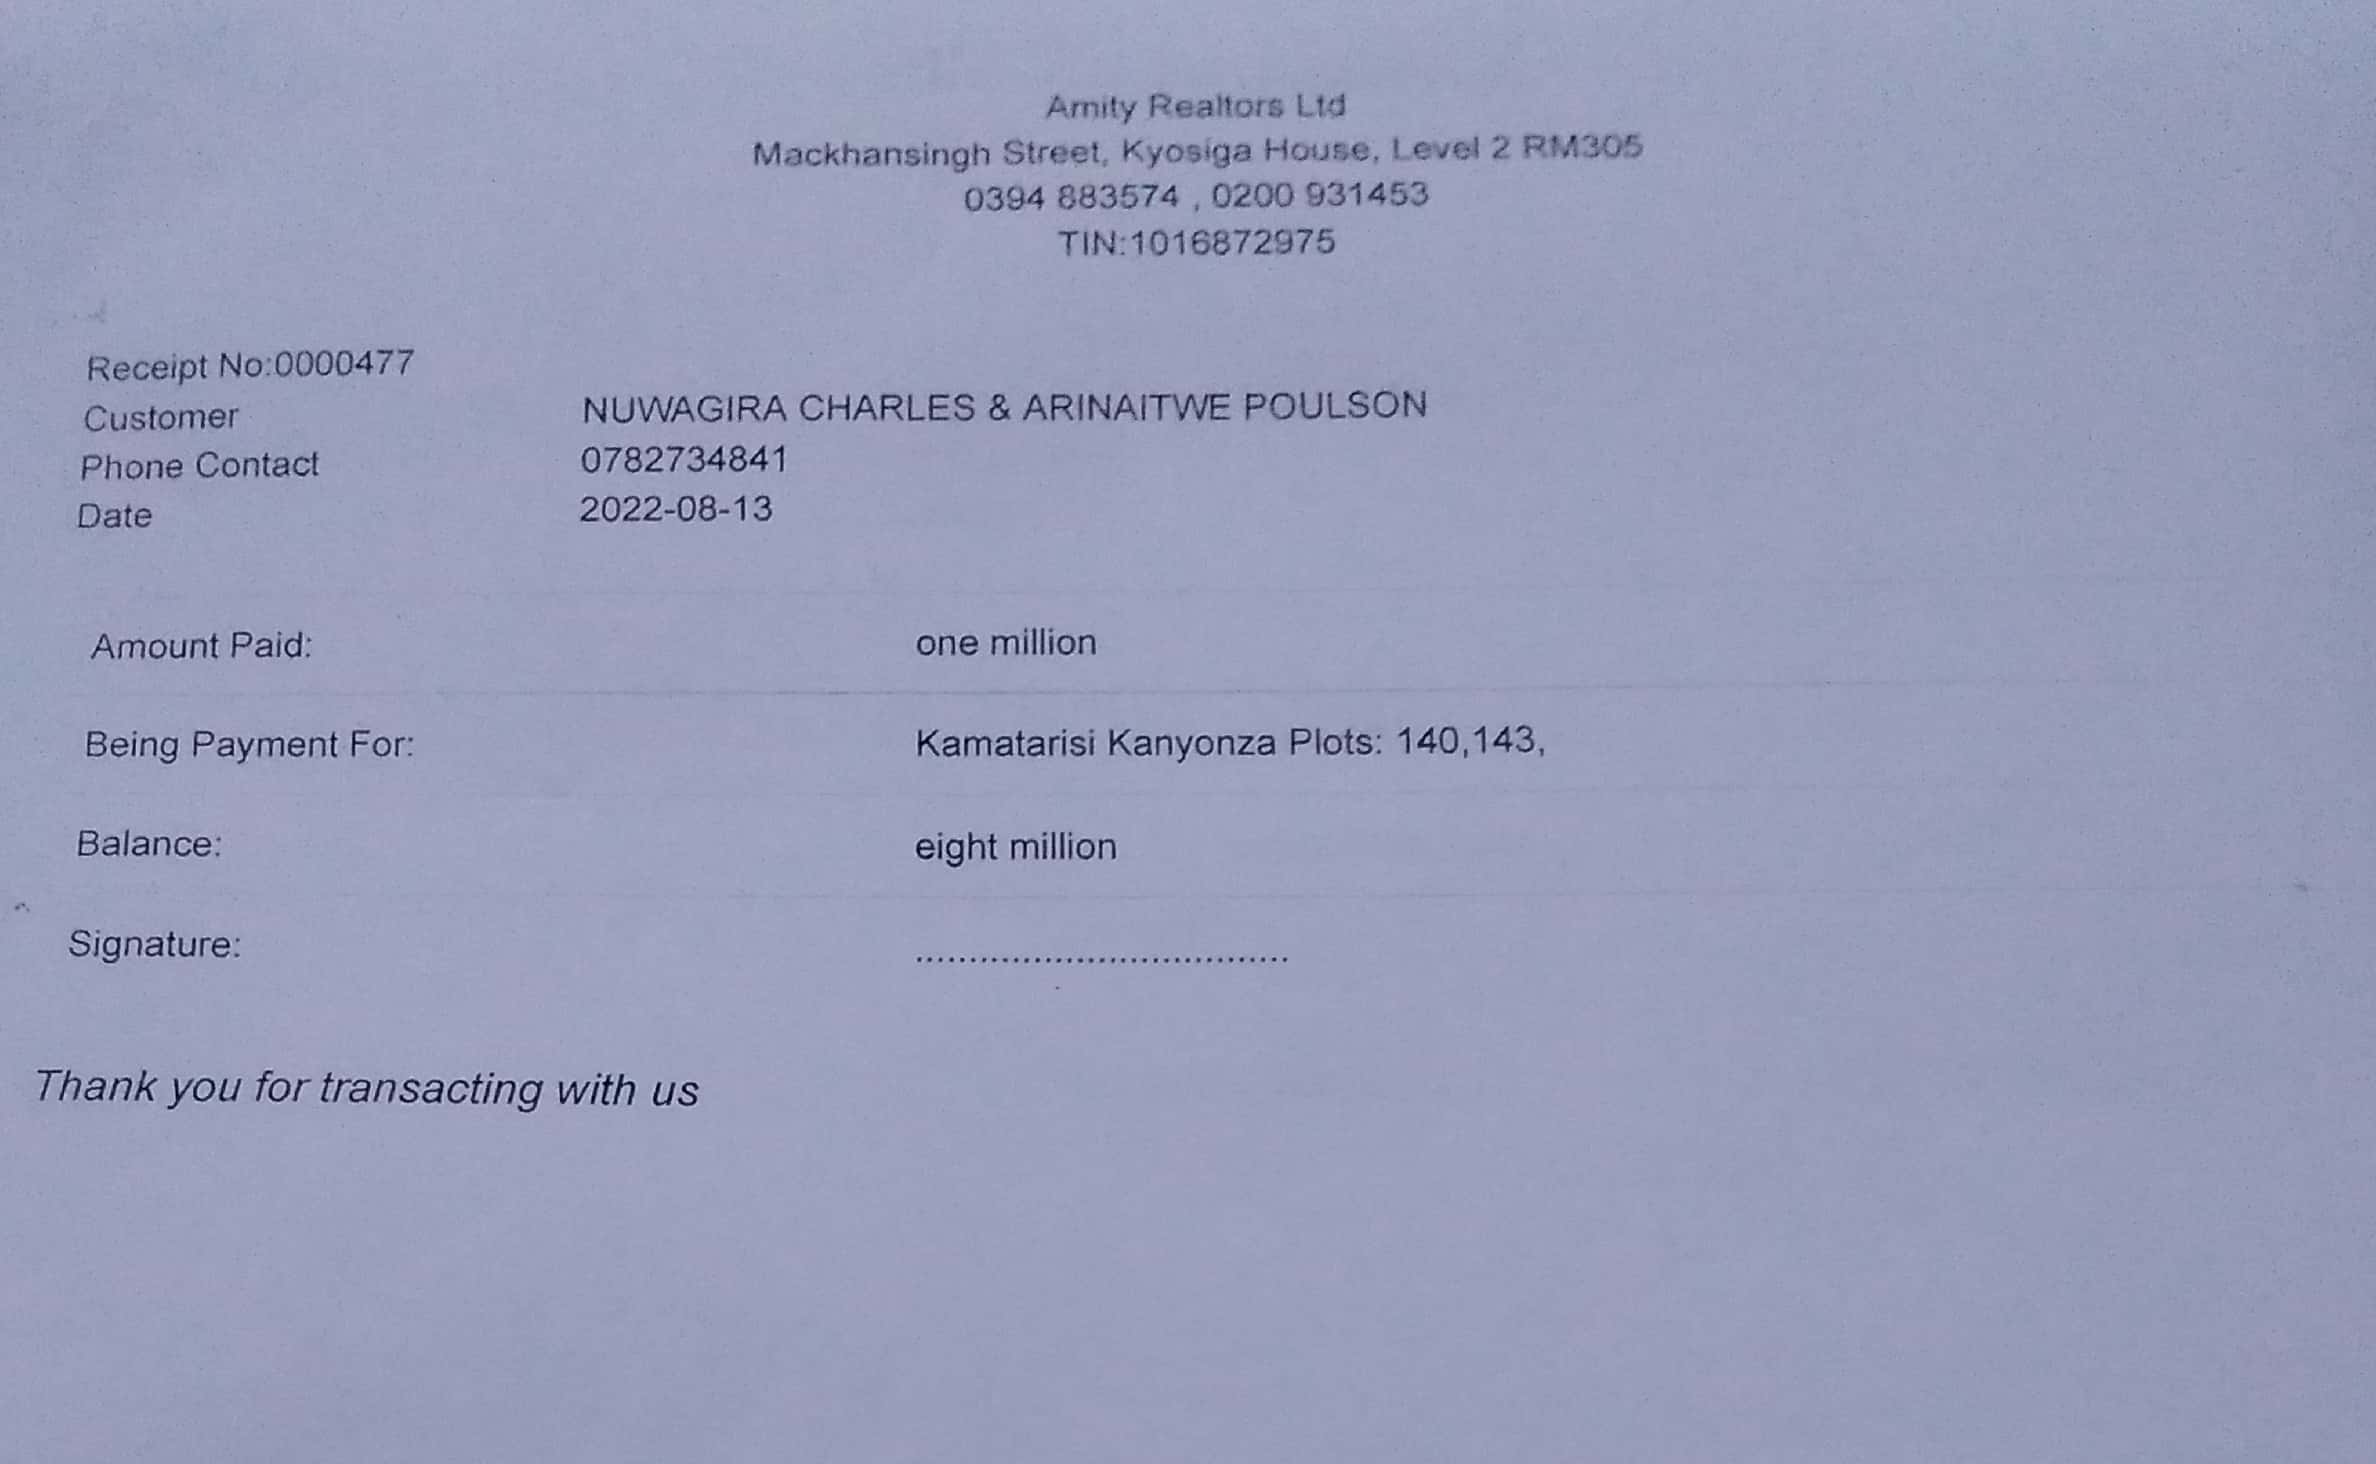 Amity Realtors Ltd
Mackhansingh Street, Kyosiga House, Level 2 RM305
0394 883574 , 0200 931453
TIN:1016872975
Receipt No:0000477
Customer NUWAGIRA CHARLES & ARINAITWE POULSON
Phone Contact 0782734841
Date 2022-08-13
Amount Paid: one million
Being Payment For: Kamatarisi Kanyonza Plots: 140,143,
Balance: eight million
Signature: ...................................
Thank you for transacting with us